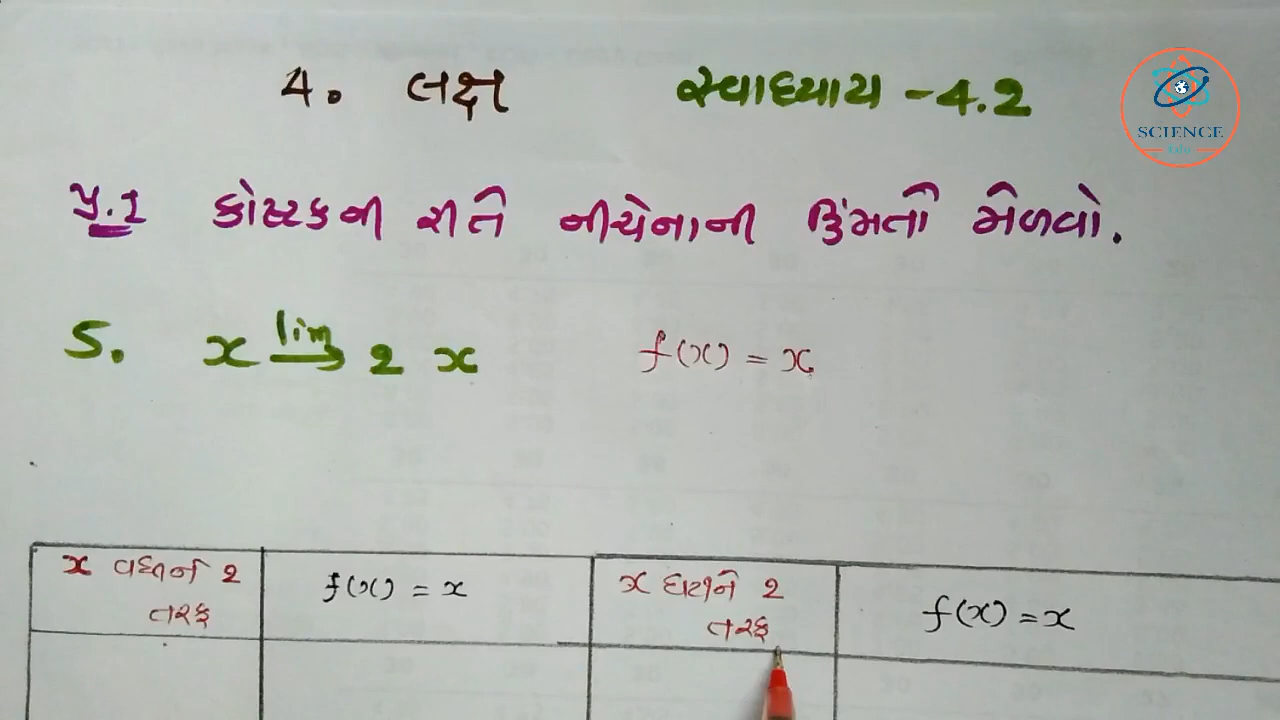 4. લક્ષ સ્વાધ્યાય - 4.2
SCIENCE
પ્ર.1 કોષ્ટકની રીતે નીચેનાની કિંમતો મેળવો.
5. x lim → 2 x f(x) = x
x વધીને 2 તરફ
f(x) = x
x ઘટીને 2 તરફ
f(x) = x